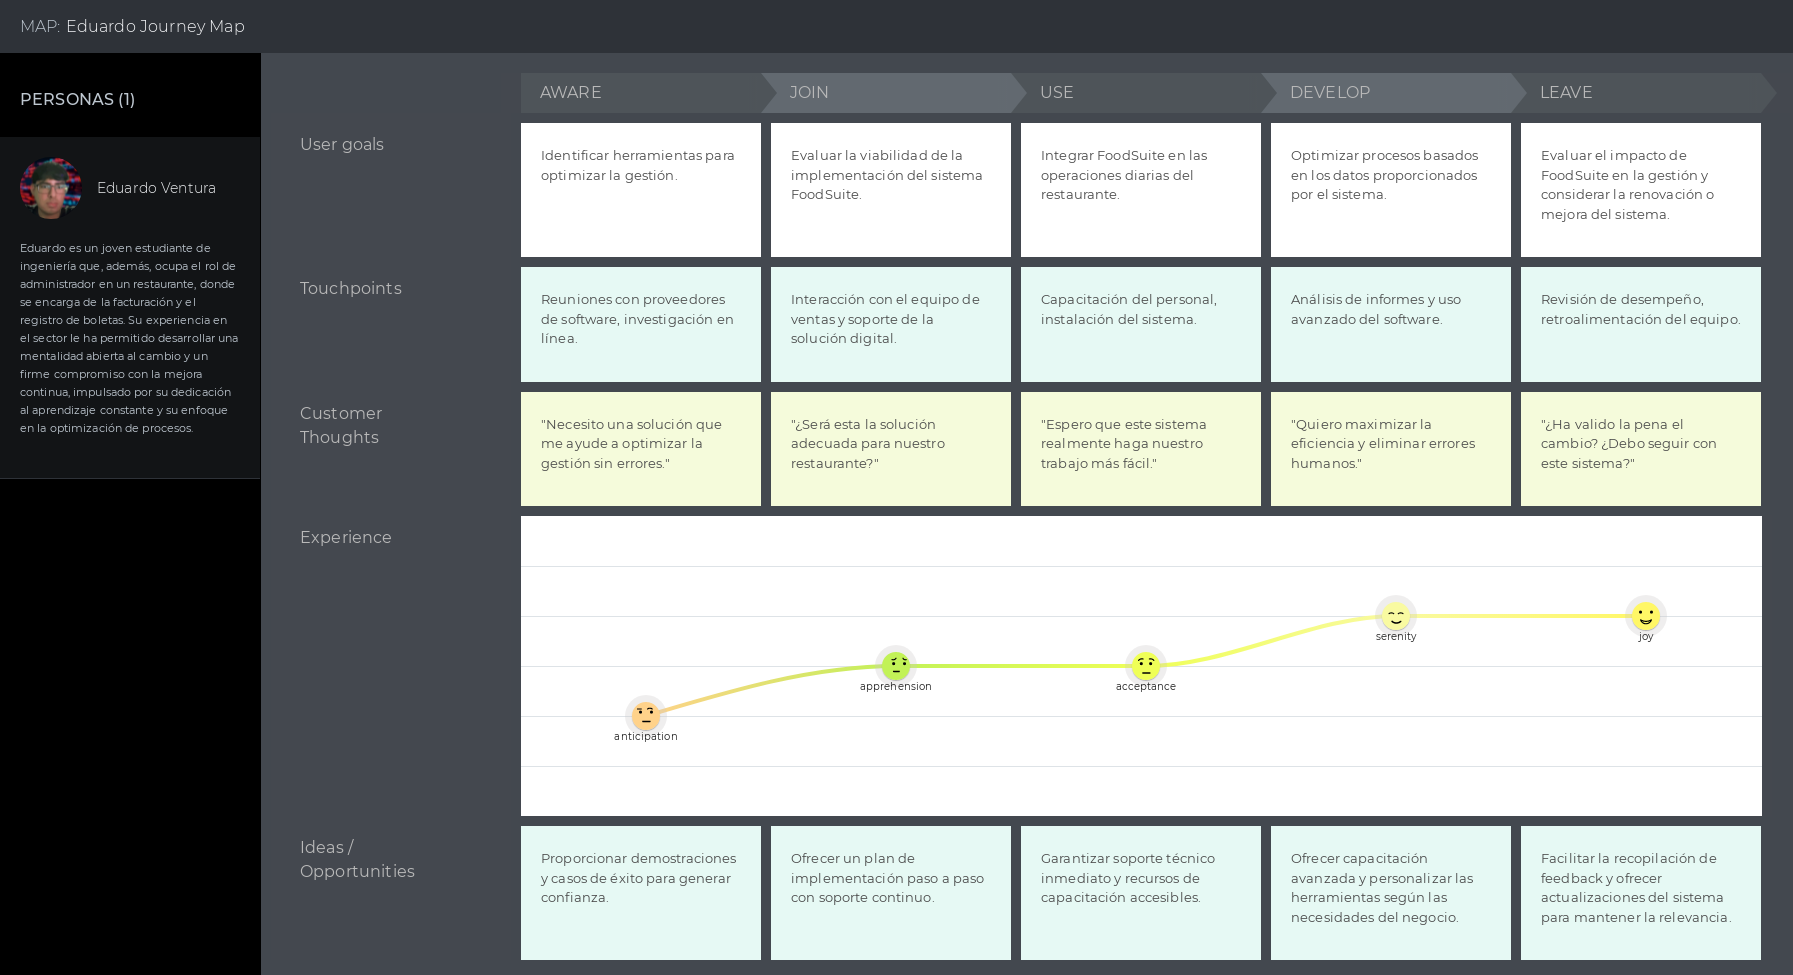 MAP: Eduardo Journey Map
PERSONAS (1)
Eduardo Ventura
Eduardo es un joven estudiante de
ingeniería que, además, ocupa el rol de
administrador en un restaurante, donde
se encarga de la facturación y el
registro de boletas. Su experiencia en
el sector le ha permitido desarrollar una
mentalidad abierta al cambio y un
firme compromiso con la mejora
continua, impulsado por su dedicación
al aprendizaje constante y su enfoque
en la optimización de procesos.
AWARE
JOIN
USE
DEVELOP
LEAVE
User goals
Identificar herramientas para
optimizar la gestión.
Evaluar la viabilidad de la
implementación del sistema
FoodSuite.
Integrar FoodSuite en las
operaciones diarias del
restaurante.
Optimizar procesos basados
en los datos proporcionados
por el sistema.
Evaluar el impacto de
FoodSuite en la gestión y
considerar la renovación o
mejora del sistema.
Touchpoints
Reuniones con proveedores
de software, investigación en
línea.
Interacción con el equipo de
ventas y soporte de la
solución digital.
Capacitación del personal,
instalación del sistema.
Análisis de informes y uso
avanzado del software.
Revisión de desempeño,
retroalimentación del equipo.
Customer
Thoughts
"Necesito una solución que
me ayude a optimizar la
gestión sin errores."
"¿Será esta la solución
adecuada para nuestro
restaurante?"
"Espero que este sistema
realmente haga nuestro
trabajo más fácil."
"Quiero maximizar la
eficiencia y eliminar errores
humanos."
"¿Ha valido la pena el
cambio? ¿Debo seguir con
este sistema?"
Experience
anticipation
apprehension
acceptance
serenity
joy
Ideas /
Opportunities
Proporcionar demostraciones
y casos de éxito para generar
confianza.
Ofrecer un plan de
implementación paso a paso
con soporte continuo.
Garantizar soporte técnico
inmediato y recursos de
capacitación accesibles.
Ofrecer capacitación
avanzada y personalizar las
herramientas según las
necesidades del negocio.
Facilitar la recopilación de
feedback y ofrecer
actualizaciones del sistema
para mantener la relevancia.